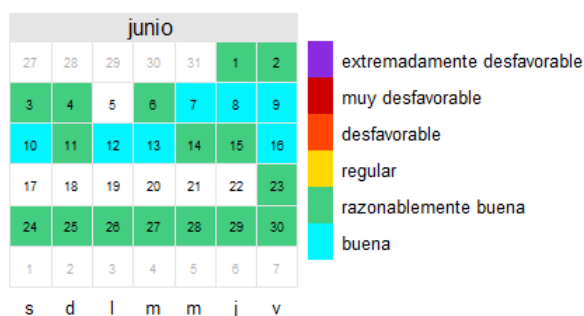 junio
27 28 29 30 31 1 2
3 4 5 6 7 8 9
10 11 12 13 14 15 16
17 18 19 20 21 22 23
24 25 26 27 28 29 30
1 2 3 4 5 6 7
s d l m m j v
extremadamente desfavorable
muy desfavorable
desfavorable
regular
razonablemente buena
buena